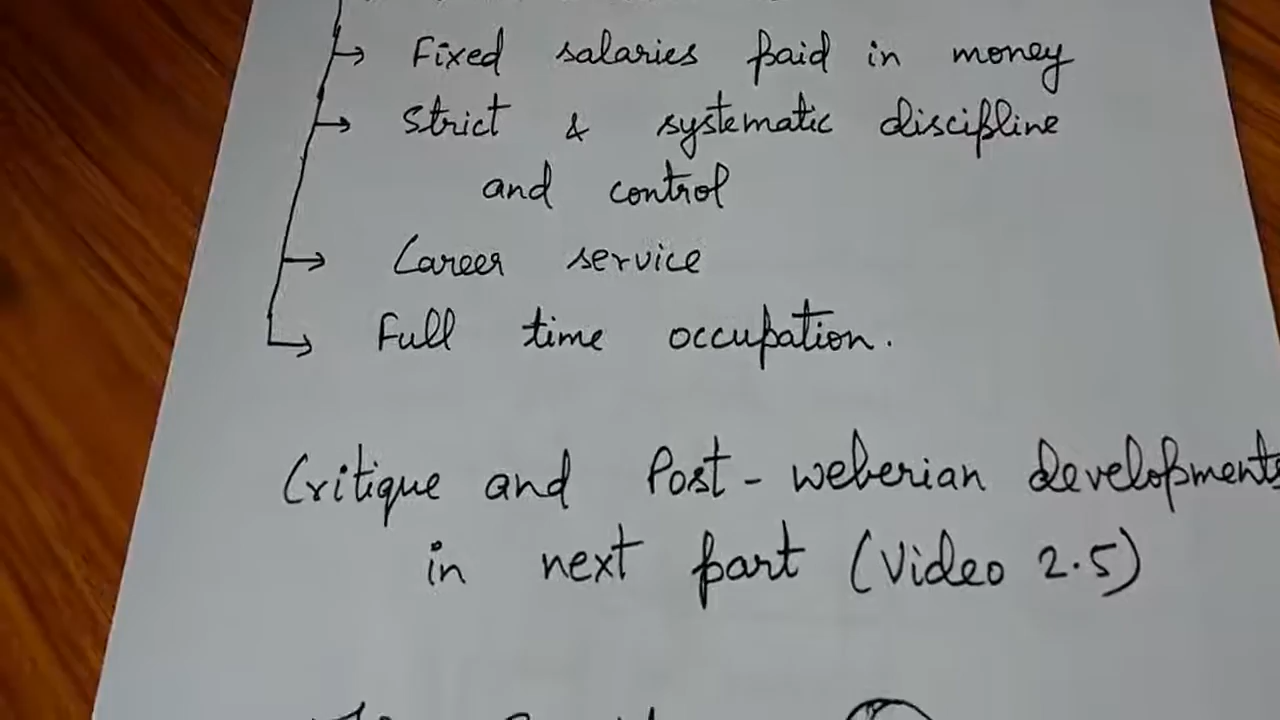 Fixed salaries paid in money
Strict & systematic discipline
and control
Career service
Full time occupation.
Critique and Post-weberian developments
in next part (Video 2.5)